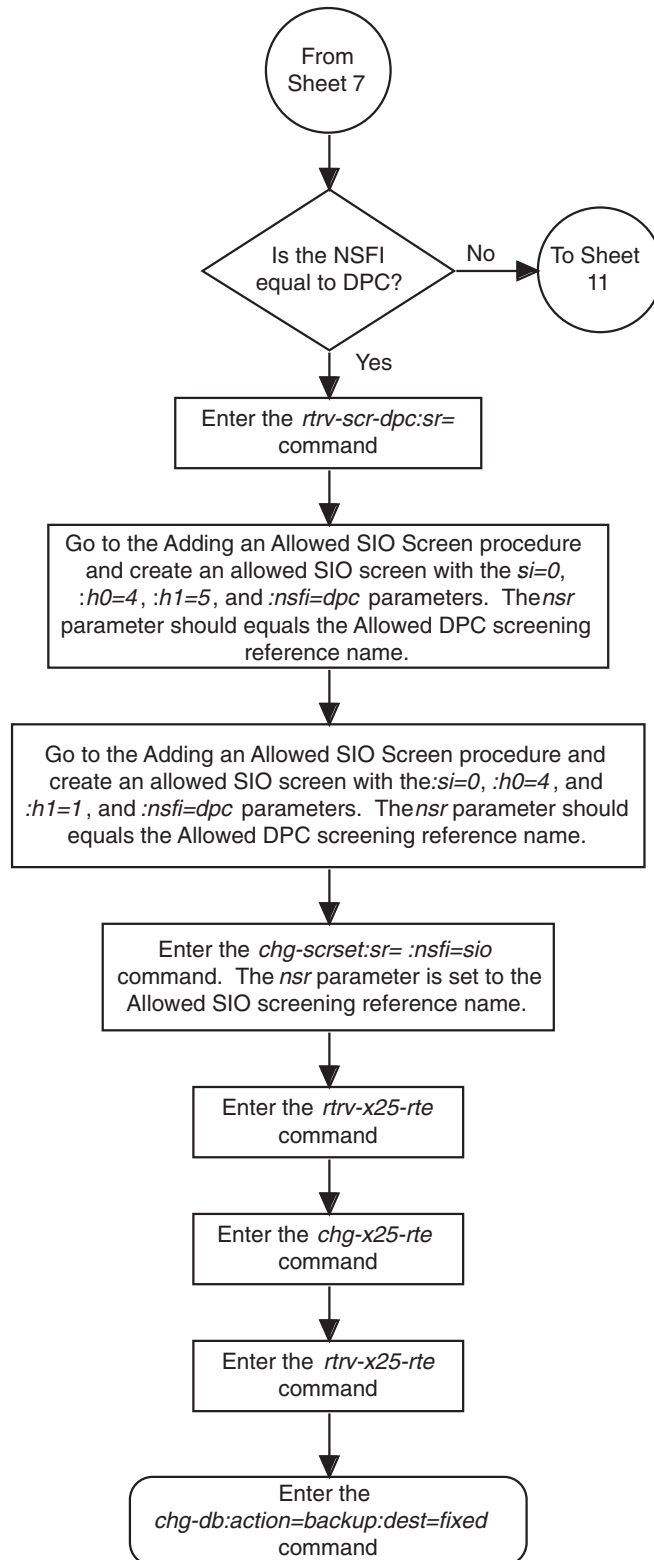 From
Sheet 7
Is the NSFI
equal to DPC?
No
To Sheet
11
Yes
Enter the rtrv-scr-dpc:sr=
command
Go to the Adding an Allowed SIO Screen procedure
and create an allowed SIO screen with the si=0,
:h0=4, :h1=5, and :nsfi=dpc parameters. The nsr
parameter should equals the Allowed DPC screening
reference name.
Go to the Adding an Allowed SIO Screen procedure and
create an allowed SIO screen with the :si=0, :h0=4, and
:h1=1, and :nsfi=dpc parameters. The nsr parameter should
equals the Allowed DPC screening reference name.
Enter the chg-scrset:sr= :nsfi=sio
command. The nsr parameter is set to the
Allowed SIO screening reference name.
Enter the rtrv-x25-rte
command
Enter the chg-x25-rte
command
Enter the rtrv-x25-rte
command
Enter the
chg-db:action=backup:dest=fixed
command